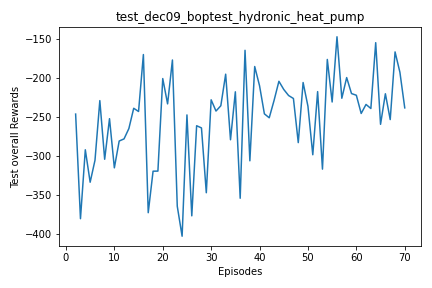 test_dec09_boptest_hydronic_heat_pump
Test overall Rewards
−150
−200
−250
−300
−350
−400
0 10 20 30 40 50 60 70
Episodes